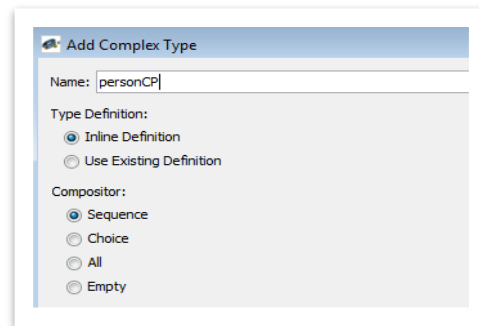 Add Complex Type
Name: personCP
Type Definition:
Inline Definition
Use Existing Definition
Compositor:
Sequence
Choice
All
Empty